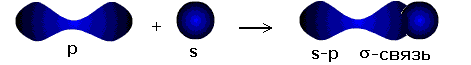 p + s → s-p σ-связь